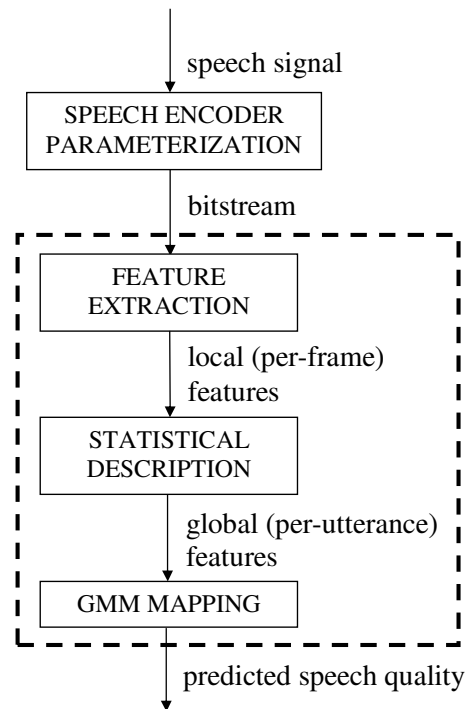 speech signal
SPEECH ENCODER
PARAMETERIZATION
bitstream
FEATURE
EXTRACTION
local (per-frame)
features
STATISTICAL
DESCRIPTION
global (per-utterance)
features
GMM MAPPING
predicted speech quality